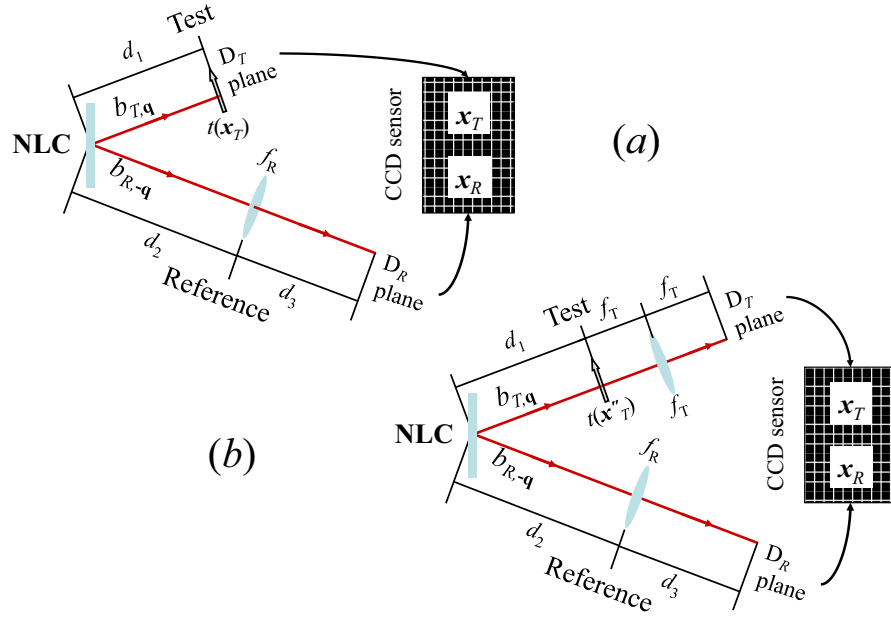 Test
d1
DT
plane
bT,q
t(xT)
NLC
bR,-q
fR
d2
Reference
d3
DR
plane
CCD sensor
xT
xR
(a)
Test
fT
fT
d1
DT
plane
bT,q
t(x"T)
fT
NLC
bR,-q
fR
d2
Reference
d3
DR
plane
CCD sensor
xT
xR
(b)